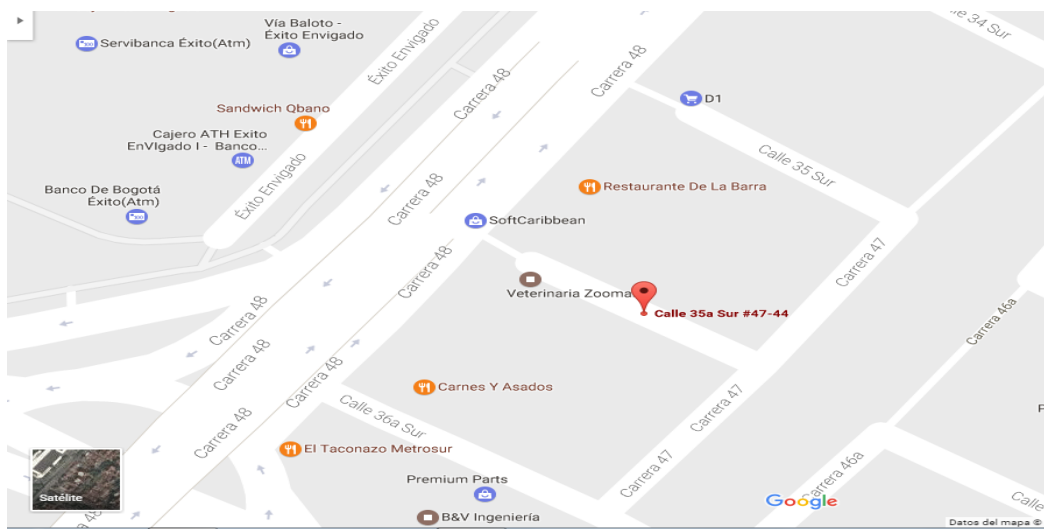 Vía Baloto -
Éxito Envigado
Servibanca Éxito(Atm)
Éxito Envigado
Carrera 48
Carrera 48
D1
Sandwich Qbano
Cajero ATH Exito
EnVIgado I - Banco...
ATM
Calle 35 Sur
Banco De Bogotá
Éxito(Atm)
Éxito Envigado
Carrera 48
Restaurante De La Barra
SoftCaribbean
Carrera 48
Carrera 47
Veterinaria Zooma
Calle 35a Sur #47-44
Carrera 48
Carrera 46a
Carrera 48
Carrera 48
Carnes Y Asados
Calle 36a Sur
Carrera 47
Carrera 48
El Taconazo Metrosur
Premium Parts
Carrera 47
Carrera 46a
Satélite
Google
Calle
B&V Ingeniería
Datos del mapa ©